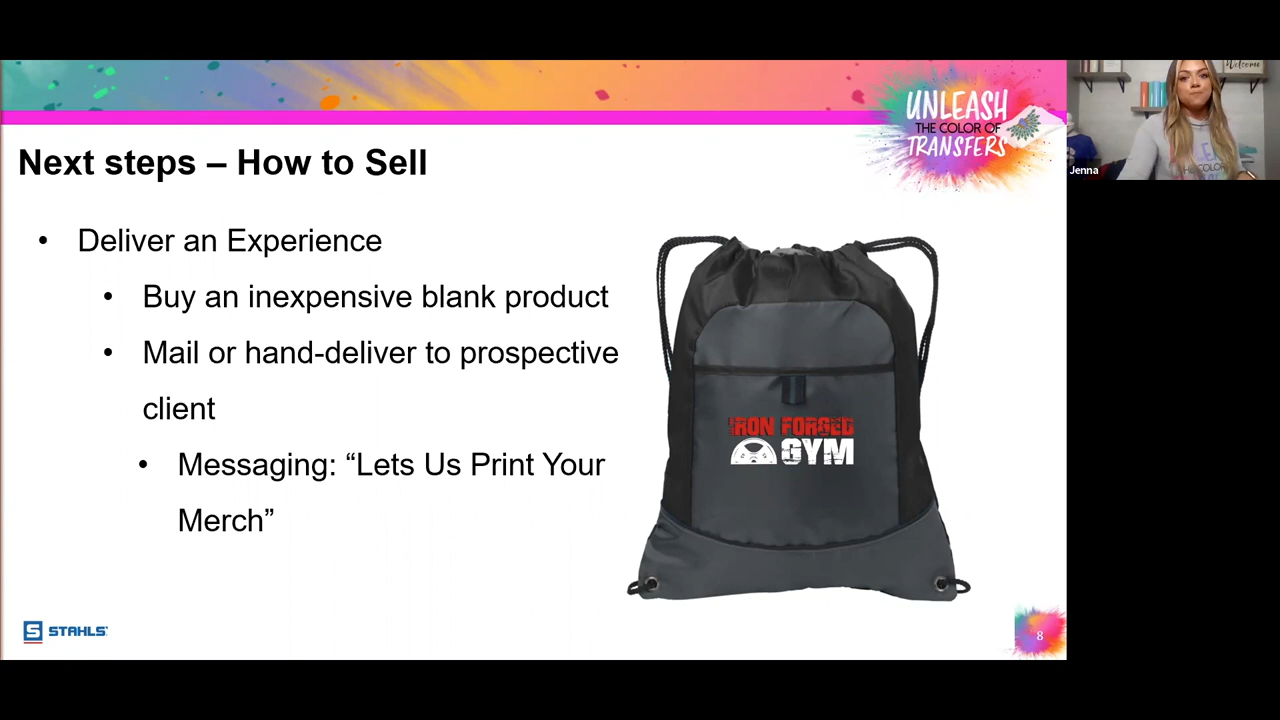 UNLEASH
THE COLOR OF
TRANSFERS
Welcome
Jenna
Next steps – How to Sell
• Deliver an Experience
• Buy an inexpensive blank product
• Mail or hand-deliver to prospective
client
• Messaging: “Lets Us Print Your
Merch”
IRON FORGED
GYM
S STAHLS'
8